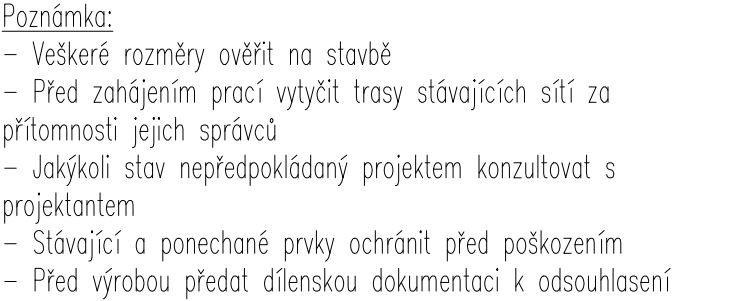 Poznámka:
- Veškeré rozměry ověřit na stavbě
- Před zahájením prací vytyčit trasy stávajících sítí za
přítomnosti jejich správců
- Jakýkoli stav nepředpokládaný projektem konzultovat s
projektantem
- Stávající a ponechané prvky ochránit před poškozením
- Před výrobou předat dílenskou dokumentaci k odsouhlasení